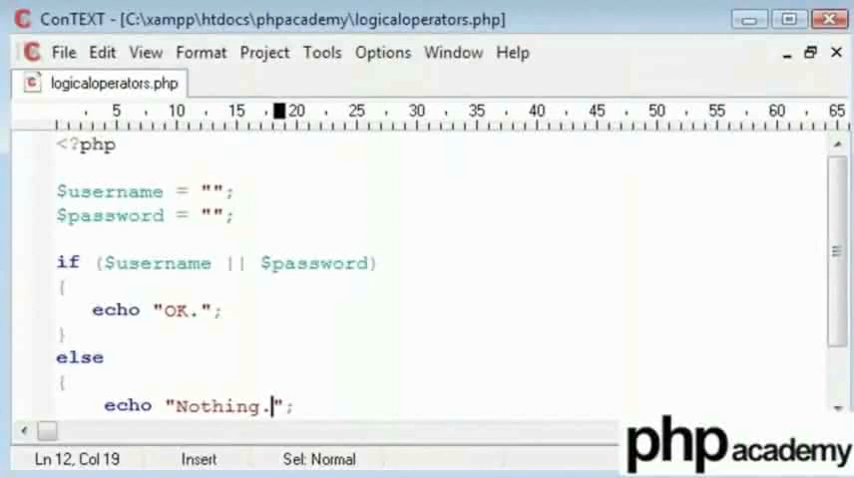 ConTEXT - [C:\xampp\htdocs\phpacademy\logicaloperators.php]
File Edit View Format Project Tools Options Window Help
logicaloperators.php
5 10 15 20 25 30 35 40 45 50 55 60 65
<?php
$username = "";
$password = "";
if ($username || $password)
{
echo "OK.";
}
else
{
echo "Nothing.";
Ln 12, Col 19 Insert Sel: Normal
php academy